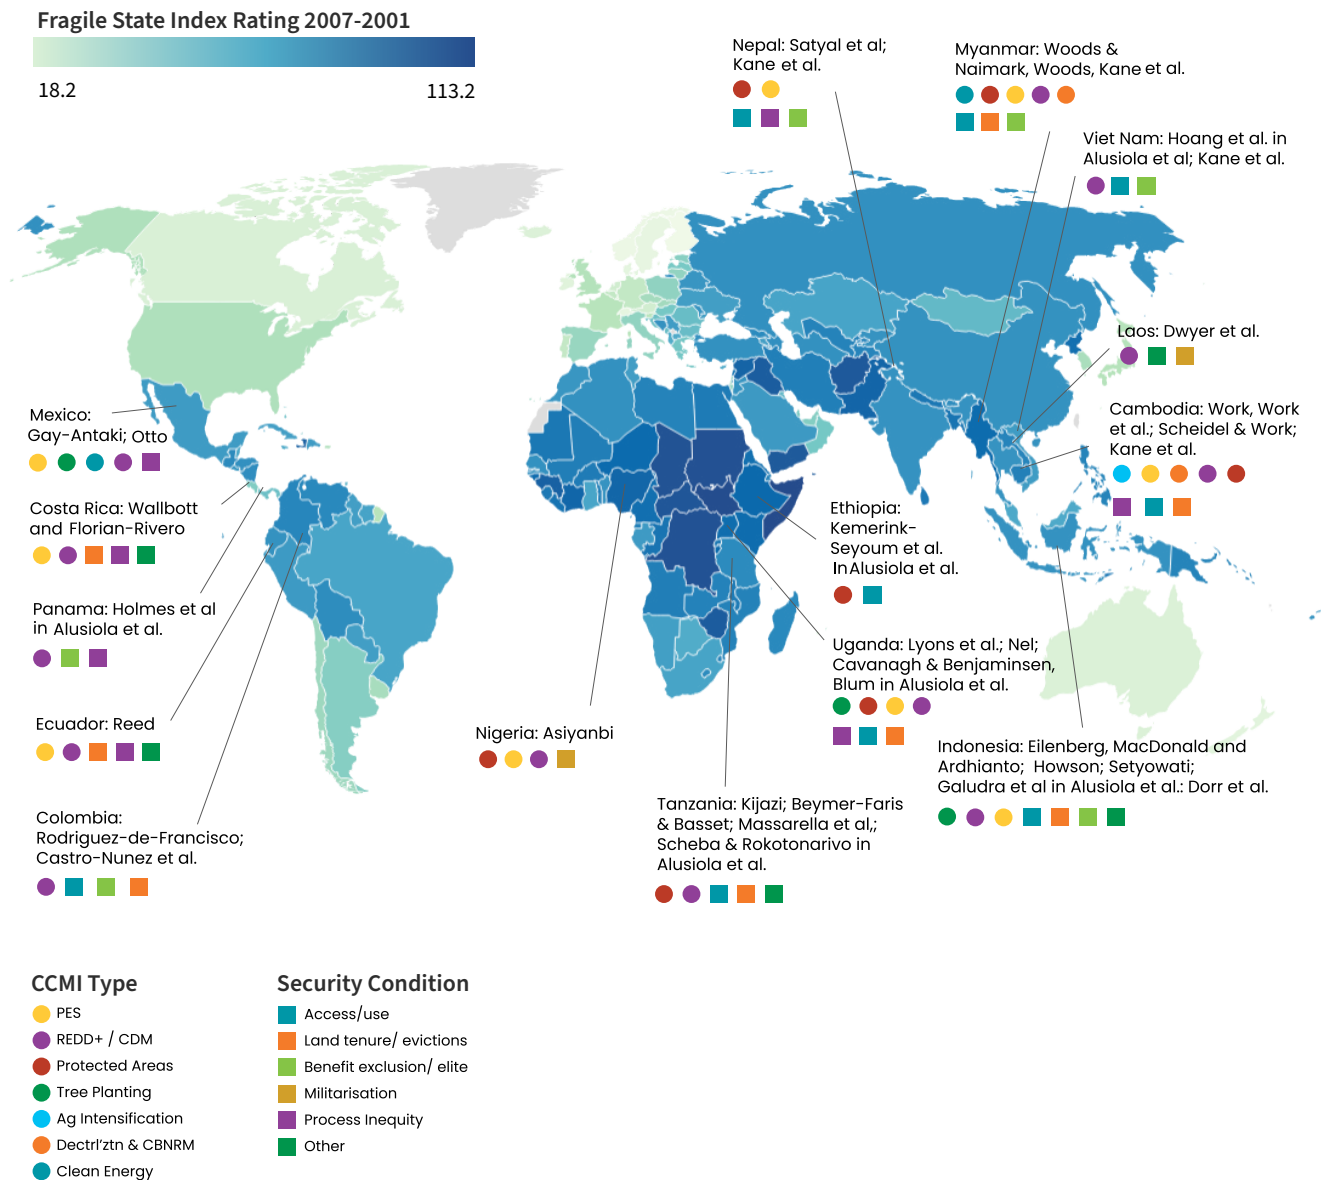 Fragile State Index Rating 2007-2001
18.2
113.2
Nepal: Satyal et al;
Kane et al.
Myanmar: Woods &
Naimark, Woods, Kane et al.
Viet Nam: Hoang et al. in
Alusiola et al; Kane et al.
Laos: Dwyer et al.
Cambodia: Work, Work
et al.; Scheidel & Work;
Kane et al.
Mexico:
Gay-Antaki; Otto
Costa Rica: Wallbott
and Florian-Rivero
Panama: Holmes et al
in Alusiola et al.
Ecuador: Reed
Colombia:
Rodriguez-de-Francisco;
Castro-Nunez et al.
Nigeria: Asiyanbi
Ethiopia:
Kemerink-
Seyoum et al.
InAlusiola et al.
Uganda: Lyons et al.; Nel;
Cavanagh & Benjaminsen,
Blum in Alusiola et al.
Indonesia: Eilenberg, MacDonald and
Ardhianto; Howson; Setyowati;
Galudra et al in Alusiola et al.: Dorr et al.
Tanzania: Kijazi; Beymer-Faris
& Basset; Massarella et al,;
Scheba & Rokotonarivo in
Alusiola et al.
CCMI Type
PES
REDD+ / CDM
Protected Areas
Tree Planting
Ag Intensification
Dectrl'ztn & CBNRM
Clean Energy
Security Condition
Access/use
Land tenure/ evictions
Benefit exclusion/ elite
Militarisation
Process Inequity
Other